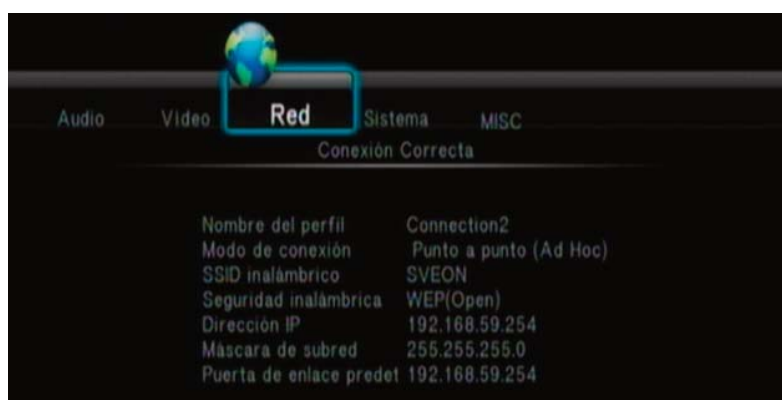 Audio Video Red Sistema MISC
Conexión Correcta
Nombre del perfil Connection2
Modo de conexión Punto a punto (Ad Hoc)
SSID inalámbrico SVEON
Seguridad inalámbrica WEP(Open)
Dirección IP 192.168.59.254
Máscara de subred 255.255.255.0
Puerta de enlace predet 192.168.59.254